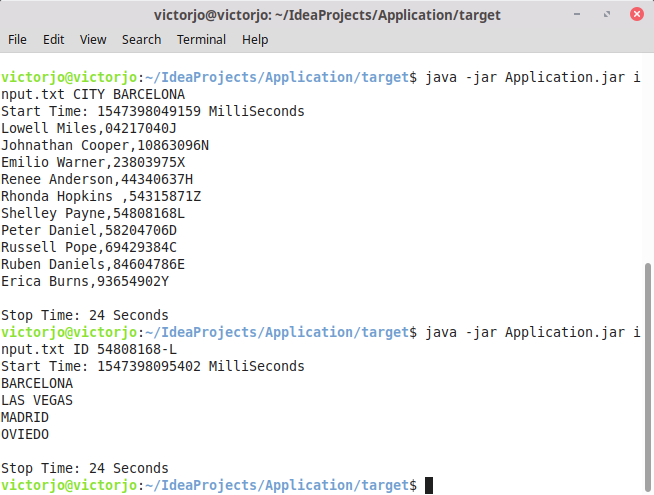 victorjo@victorjo: ~/IdeaProjects/Application/target
File Edit View Search Terminal Help
victorjo@victorjo:~/IdeaProjects/Application/target$ java -jar Application.jar i
nput.txt CITY BARCELONA
Start Time: 1547398049159 MilliSeconds
Lowell Miles,04217040J
Johnathan Cooper,10863096N
Emilio Warner,23803975X
Renee Anderson,44340637H
Rhonda Hopkins ,54315871Z
Shelley Payne,54808168L
Peter Daniel,58204706D
Russell Pope,69429384C
Ruben Daniels,84604786E
Erica Burns,93654902Y
Stop Time: 24 Seconds
victorjo@victorjo:~/IdeaProjects/Application/target$ java -jar Application.jar i
nput.txt ID 54808168-L
Start Time: 1547398095402 MilliSeconds
BARCELONA
LAS VEGAS
MADRID
OVIEDO
Stop Time: 24 Seconds
victorjo@victorjo:~/IdeaProjects/Application/target$